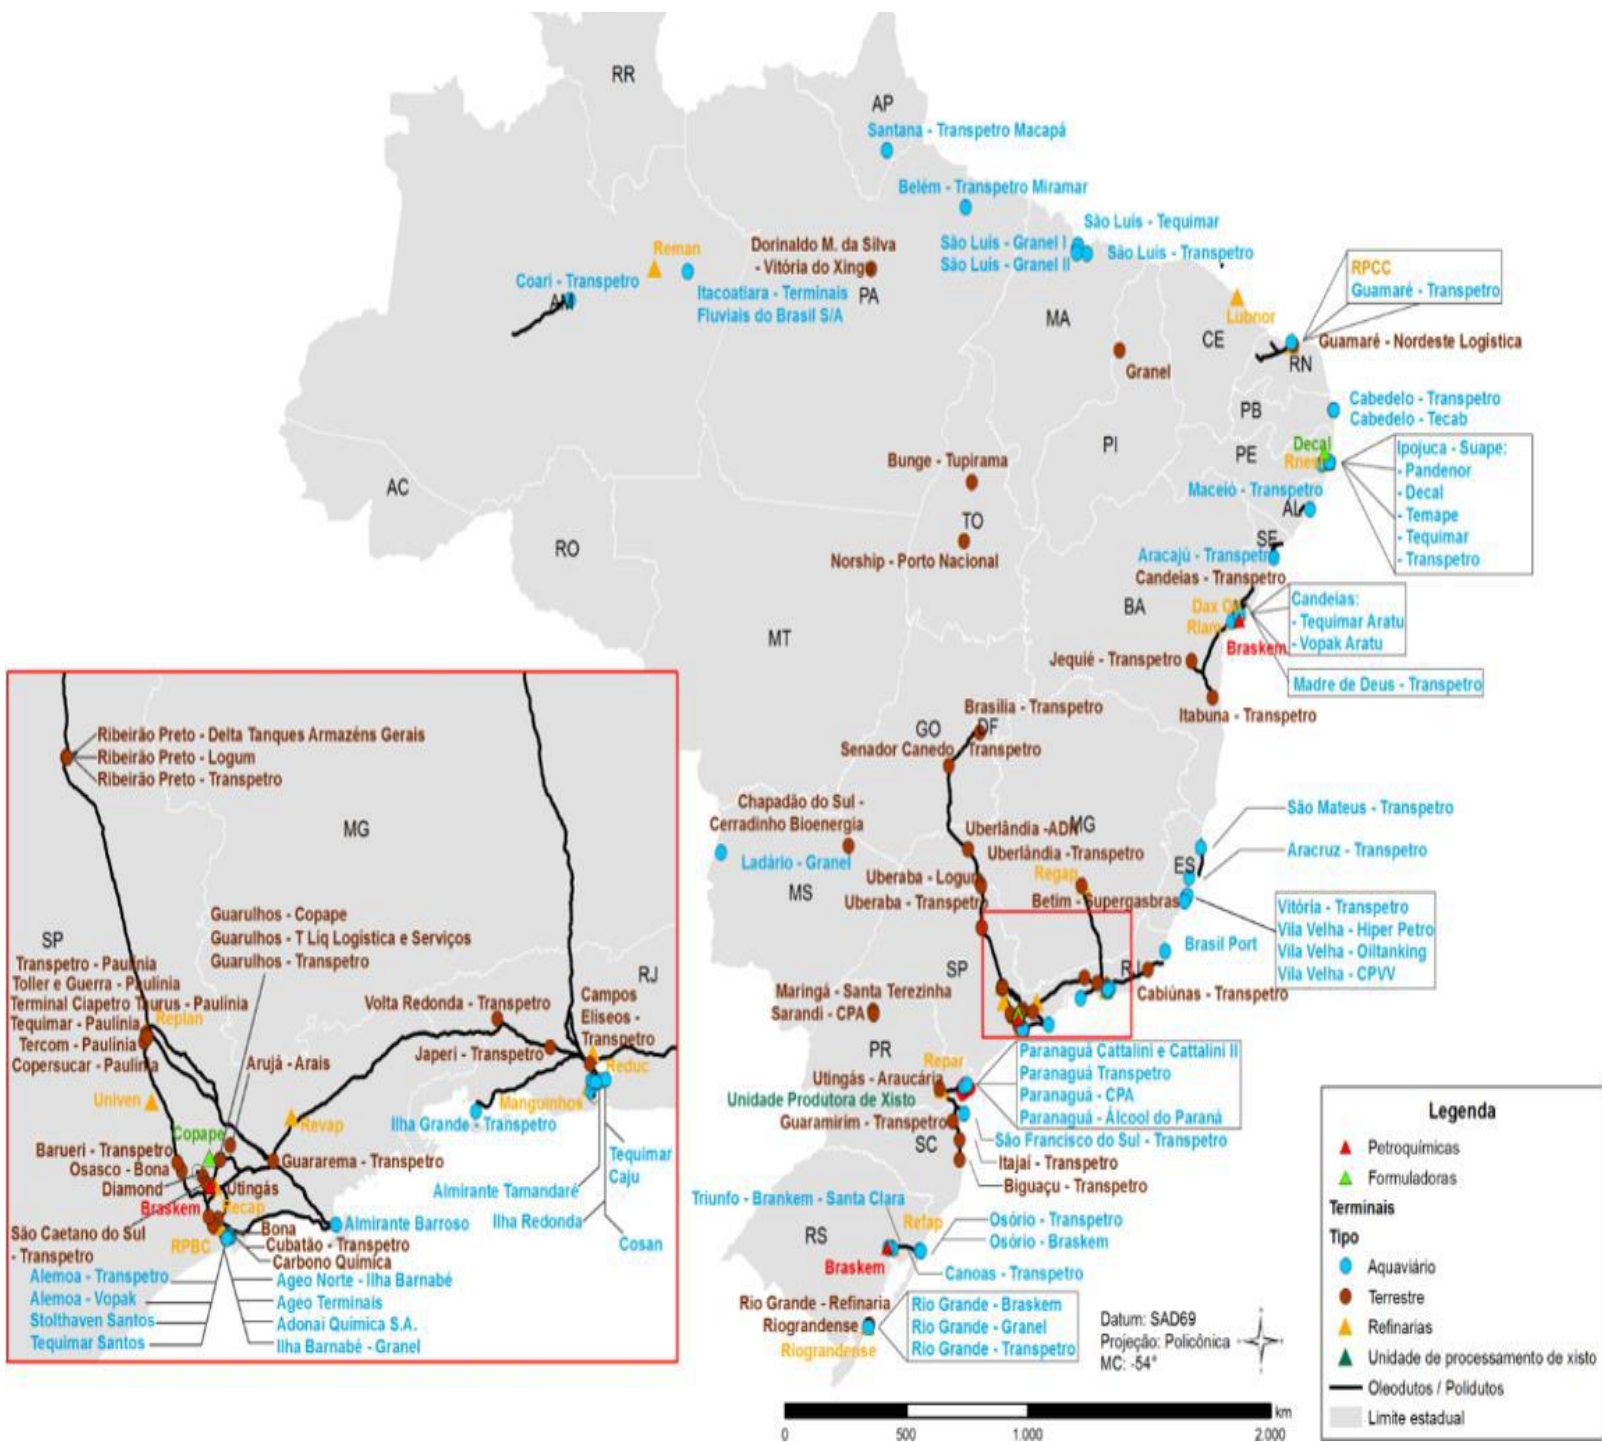 RR
AP
Santana - Transpetro Macapá
Belém - Transpetro Miramar
São Luís - Tequimar
São Luís - Granel I
São Luís - Transpetro
São Luís - Granel II
Reman
Dorinaldo M. da Silva
- Vitória do Xing
PA
Coari - Transpetro
AM
Itacoatiara - Terminais
Fluviais do Brasil S/A
MA
CE
Lubnor
RPCC
Guamaré - Transpetro
Guamaré - Nordeste Logística
RN
Granel
PB
Cabedelo - Transpetro
Cabedelo - Tecab
PI
PE
Decal
Rnest
Ipojuca - Suape:
- Pandenor
- Decal
- Temape
- Tequimar
- Transpetro
Bunge - Tupirama
AC
Maceió - Transpetro
AL
TO
RO
SE
Norship - Porto Nacional
Aracajú - Transpetro
Candeias - Transpetro
BA
Dax Oil
Rlam
Braskem
Candeias:
- Tequimar Aratu
- Vopak Aratu
Madre de Deus - Transpetro
MT
Jequié - Transpetro
Itabuna - Transpetro
Brasília - Transpetro
GO
DF
Senador Canedo - Transpetro
Chapadão do Sul -
Cerradinho Bioenergia
Ladário - Granel
MS
Uberlândia -ADM
MG
Uberlândia -Transpetro
Regap
Uberaba - Logum
Uberaba - Transpetro
Betim - Supergasbras
São Mateus - Transpetro
Aracruz - Transpetro
ES
Vitória - Transpetro
Vila Velha - Hiper Petro
Vila Velha - Oiltanking
Vila Velha - CPVV
Brasil Port
SP
RJ
Cabiúnas - Transpetro
Maringá - Santa Terezinha
Sarandi - CPA
PR
Repar
Utingás - Araucária
Unidade Produtora de Xisto
Guaramirim - Transpetro
SC
Paranaguá Cattalini e Cattalini II
Paranaguá Transpetro
Paranaguá - CPA
Paranaguá - Álcool do Paraná
São Francisco do Sul - Transpetro
Itajaí - Transpetro
Biguaçu - Transpetro
Triunfo - Brankem - Santa Clara
Refap
RS
Osório - Transpetro
Osório - Braskem
Braskem
Canoas - Transpetro
Rio Grande - Refinaria
Riograndense
Riograndense
Rio Grande - Braskem
Rio Grande - Granel
Rio Grande - Transpetro
Datum: SAD69
Projeção: Policônica
MC: -54°
0
500
1.000
2.000
km
Ribeirão Preto - Delta Tanques Armazéns Gerais
Ribeirão Preto - Logum
Ribeirão Preto - Transpetro
MG
SP
Guarulhos - Copape
Guarulhos - T Liq Logística e Serviços
Guarulhos - Transpetro
RJ
Transpetro - Paulínia
Toller e Guerra - Paulínia
Terminal Ciapetro Taurus - Paulínia
Replan
Tequimar - Paulínia
Tercom - Paulínia
Copersucar - Paulínia
Volta Redonda - Transpetro
Campos
Elíseos -
Transpetro
Japeri - Transpetro
Reduc
Arujá - Arais
Univen
Revap
Manguinhos
Ilha Grande - Transpetro
Copape
Barueri - Transpetro
Osasco - Bona
Diamond
Guararema - Transpetro
Utingás
Braskem
Recap
São Caetano do Sul
- Transpetro
RPBC
Bona
Cubatão - Transpetro
Carbono Química
Almirante Barroso
Almirante Tamandaré
Ilha Redonda
Tequimar
Caju
Cosan
Alemoa - Transpetro
Alemoa - Vopak
Stolthaven Santos
Tequimar Santos
Ageo Norte - Ilha Barnabé
Ageo Terminais
Adonai Química S.A.
Ilha Barnabé - Granel
Legenda
Petroquímicas
Formuladoras
Terminais
Tipo
Aquaviário
Terrestre
Refinarias
Unidade de processamento de xisto
Oleodutos / Polidutos
Limite estadual